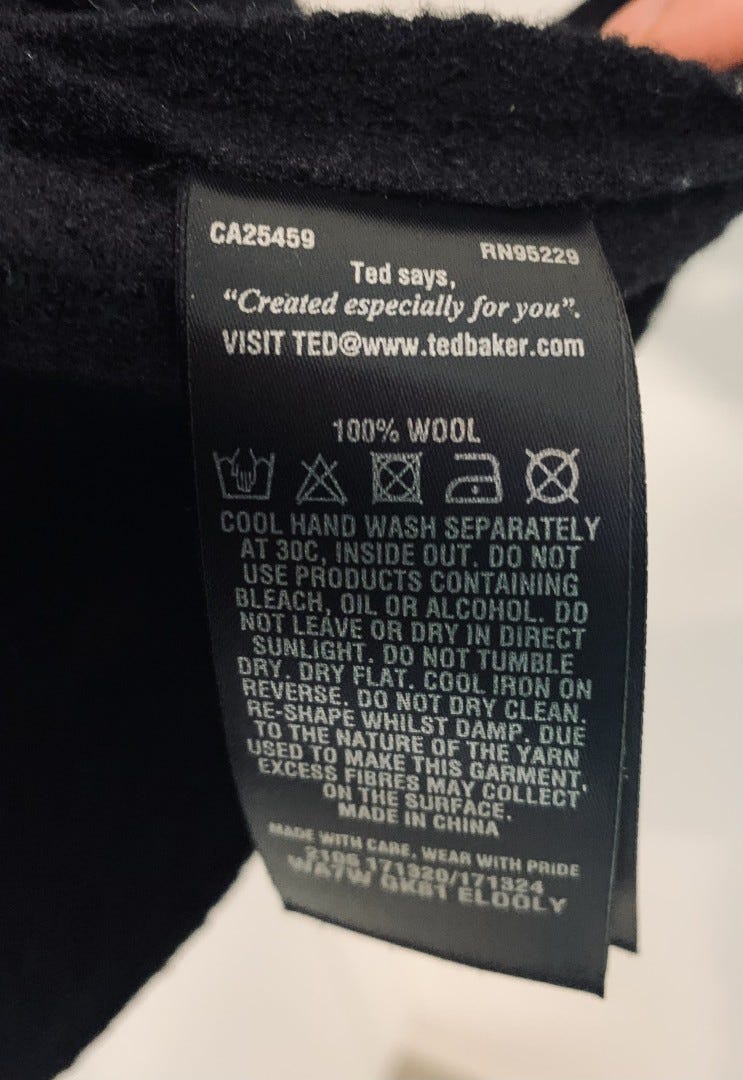 CA25459
RN95229
Ted says,
“Created especially for you”.
VISIT TED@www.tedbaker.com
100% WOOL
COOL HAND WASH SEPARATELY
AT 30C, INSIDE OUT. DO NOT
USE PRODUCTS CONTAINING
BLEACH, OIL OR ALCOHOL. DO
NOT LEAVE OR DRY IN DIRECT
SUNLIGHT. DO NOT TUMBLE
DRY. DRY FLAT. COOL IRON ON
REVERSE. DO NOT DRY CLEAN.
RE-SHAPE WHILST DAMP. DUE
TO THE NATURE OF THE YARN
USED TO MAKE THIS GARMENT,
EXCESS FIBRES MAY COLLECT
ON THE SURFACE.
MADE IN CHINA
MADE WITH CARE. WEAR WITH PRIDE
171320/171324
WA7W GK61 ELOOLY